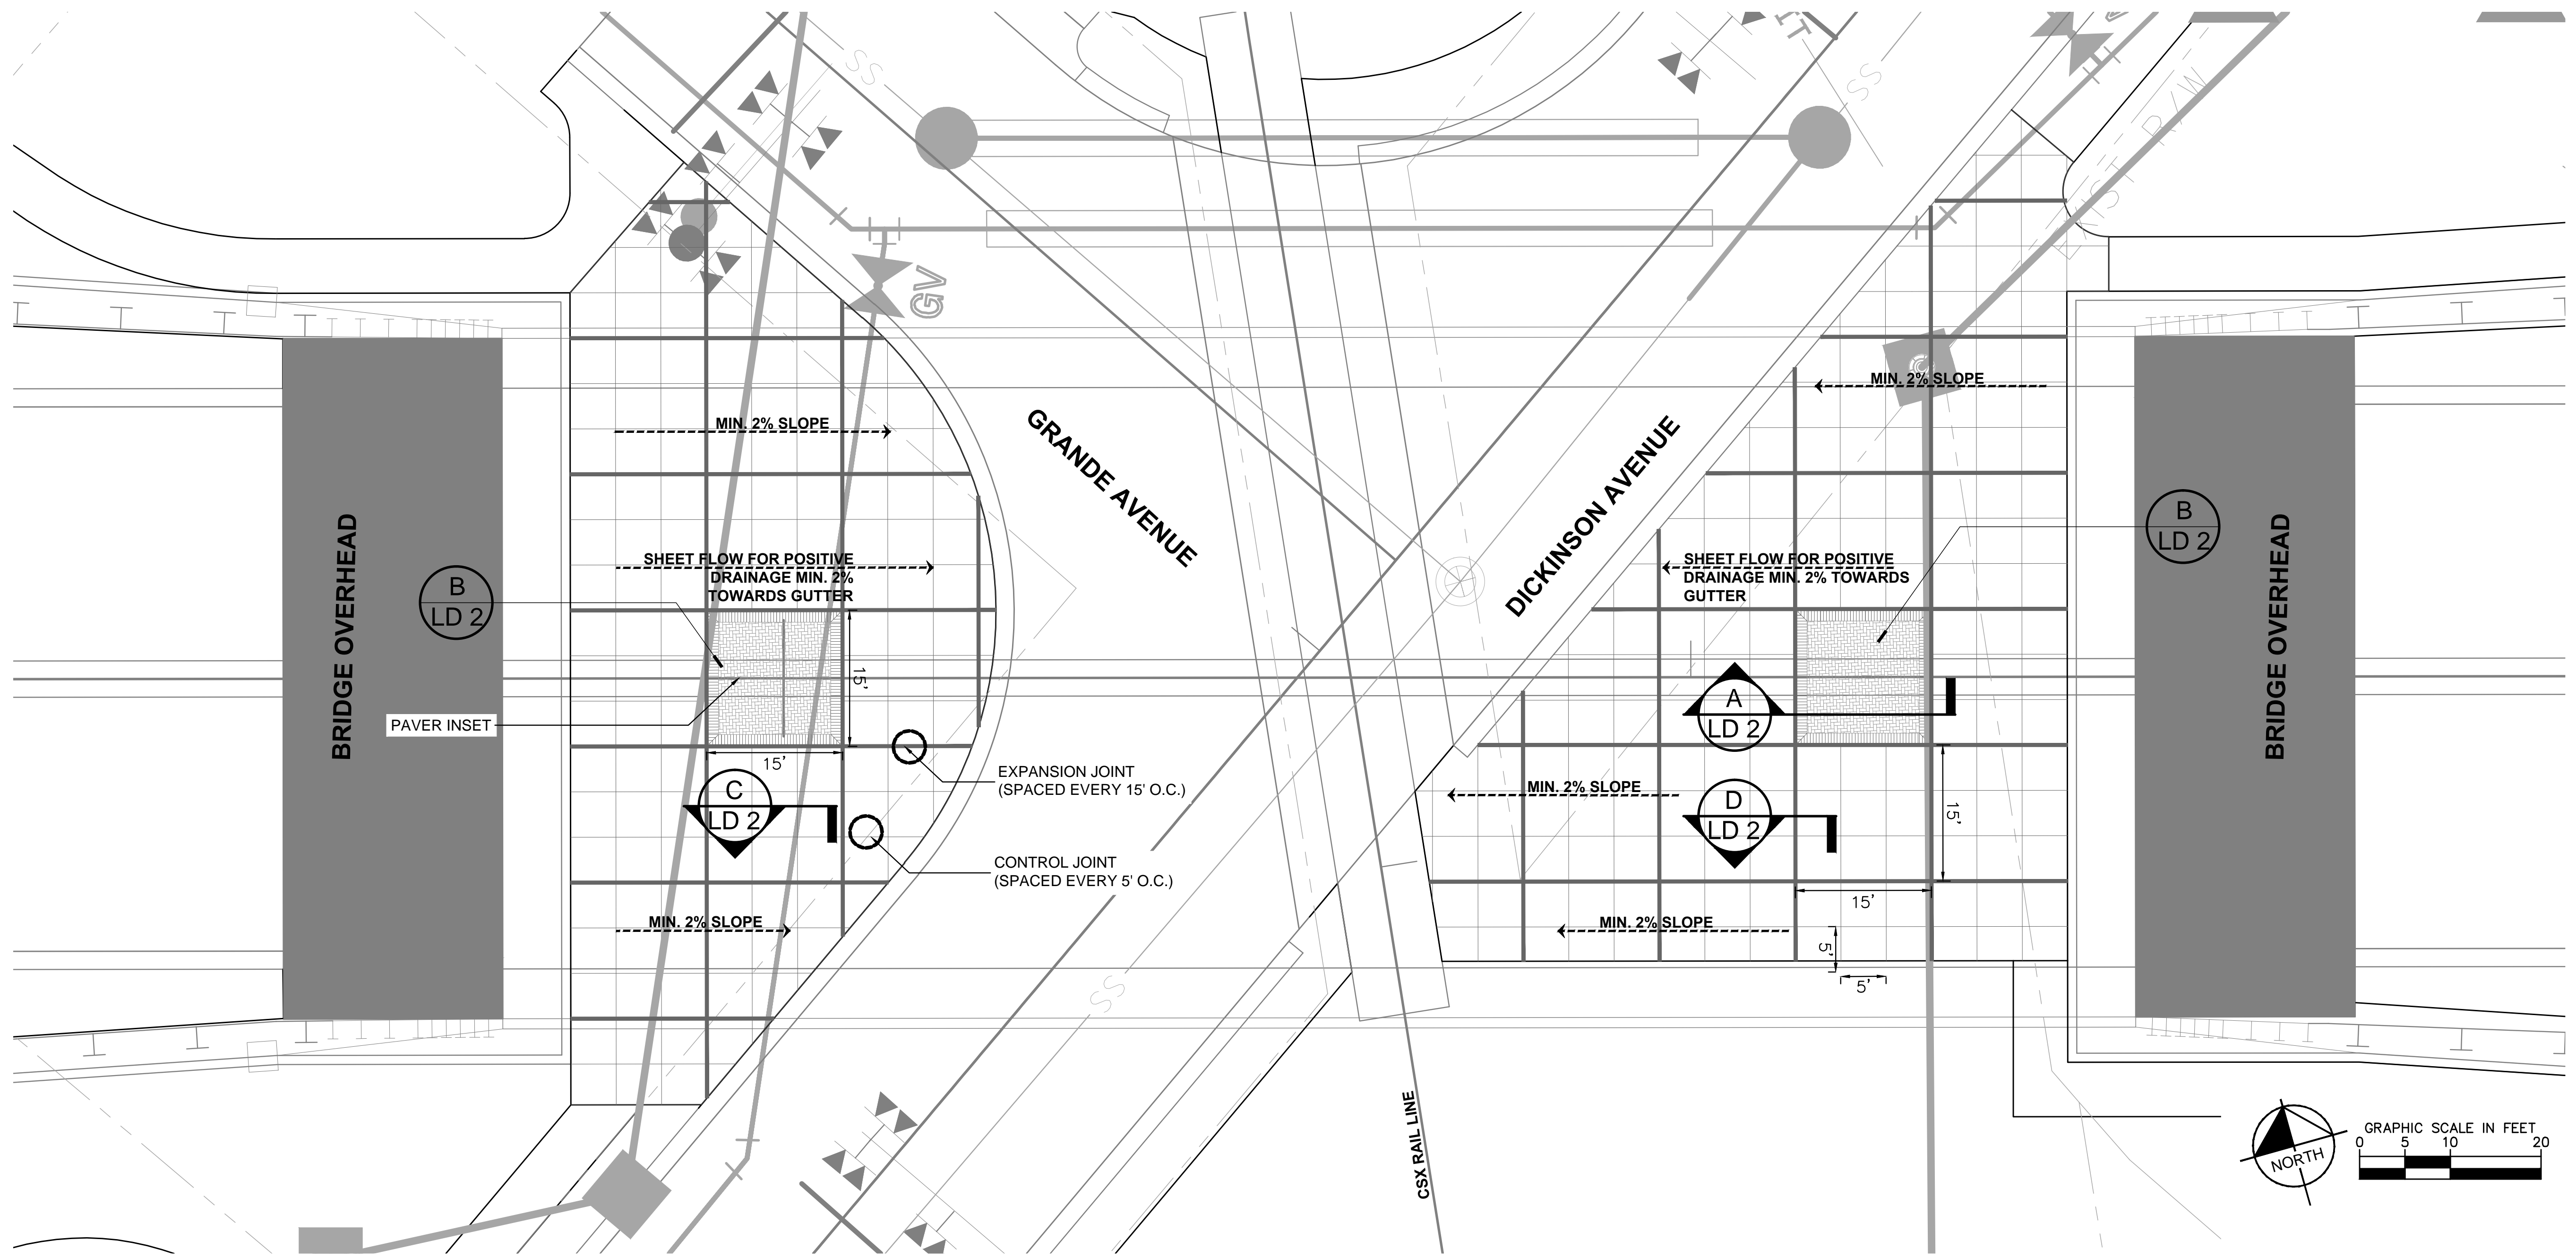 SS
SS
EXIST R/W
GV
MIN. 2% SLOPE
MIN. 2% SLOPE
GRANDE AVENUE
DICKINSON AVENUE
BRIDGE OVERHEAD
B
LD 2
SHEET FLOW FOR POSITIVE
DRAINAGE MIN. 2%
TOWARDS GUTTER
SHEET FLOW FOR POSITIVE
DRAINAGE MIN. 2% TOWARDS
GUTTER
B
LD 2
BRIDGE OVERHEAD
PAVER INSET
15'
15'
A
LD 2
EXPANSION JOINT
(SPACED EVERY 15' O.C.)
C
LD 2
MIN. 2% SLOPE
D
LD 2
15'
CONTROL JOINT
(SPACED EVERY 5' O.C.)
15'
MIN. 2% SLOPE
MIN. 2% SLOPE
5'
5'
SS
CSX RAIL LINE
NORTH
GRAPHIC SCALE IN FEET
0 5 10 20